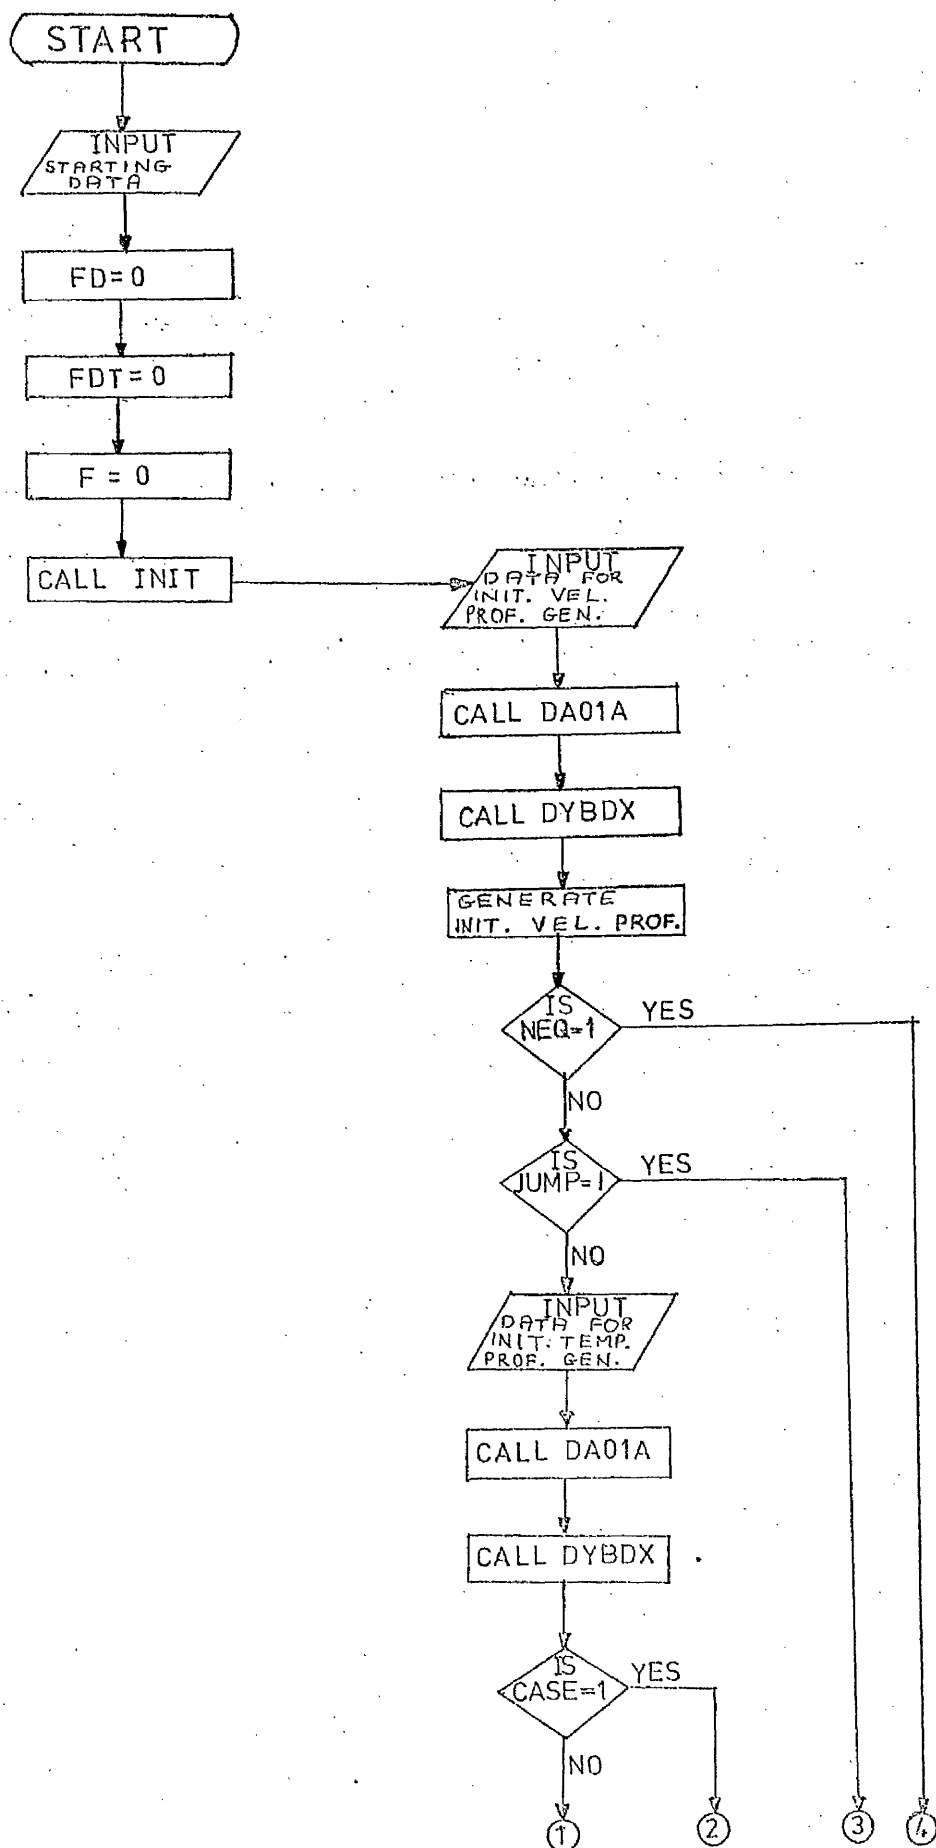 START
INPUT
STARTING
DATA
FD=0
FDT=0
F=0
CALL INIT
INPUT
DATA FOR
INIT. VEL.
PROF. GEN.
CALL DA01A
CALL DYBDX
GENERATE
INIT. VEL. PROF.
IS
NEQ=1
YES
NO
IS
JUMP=1
YES
NO
INPUT
DATA FOR
INIT. TEMP.
PROF. GEN.
CALL DA01A
CALL DYBDX
IS
CASE=1
YES
NO
1
2
3
4